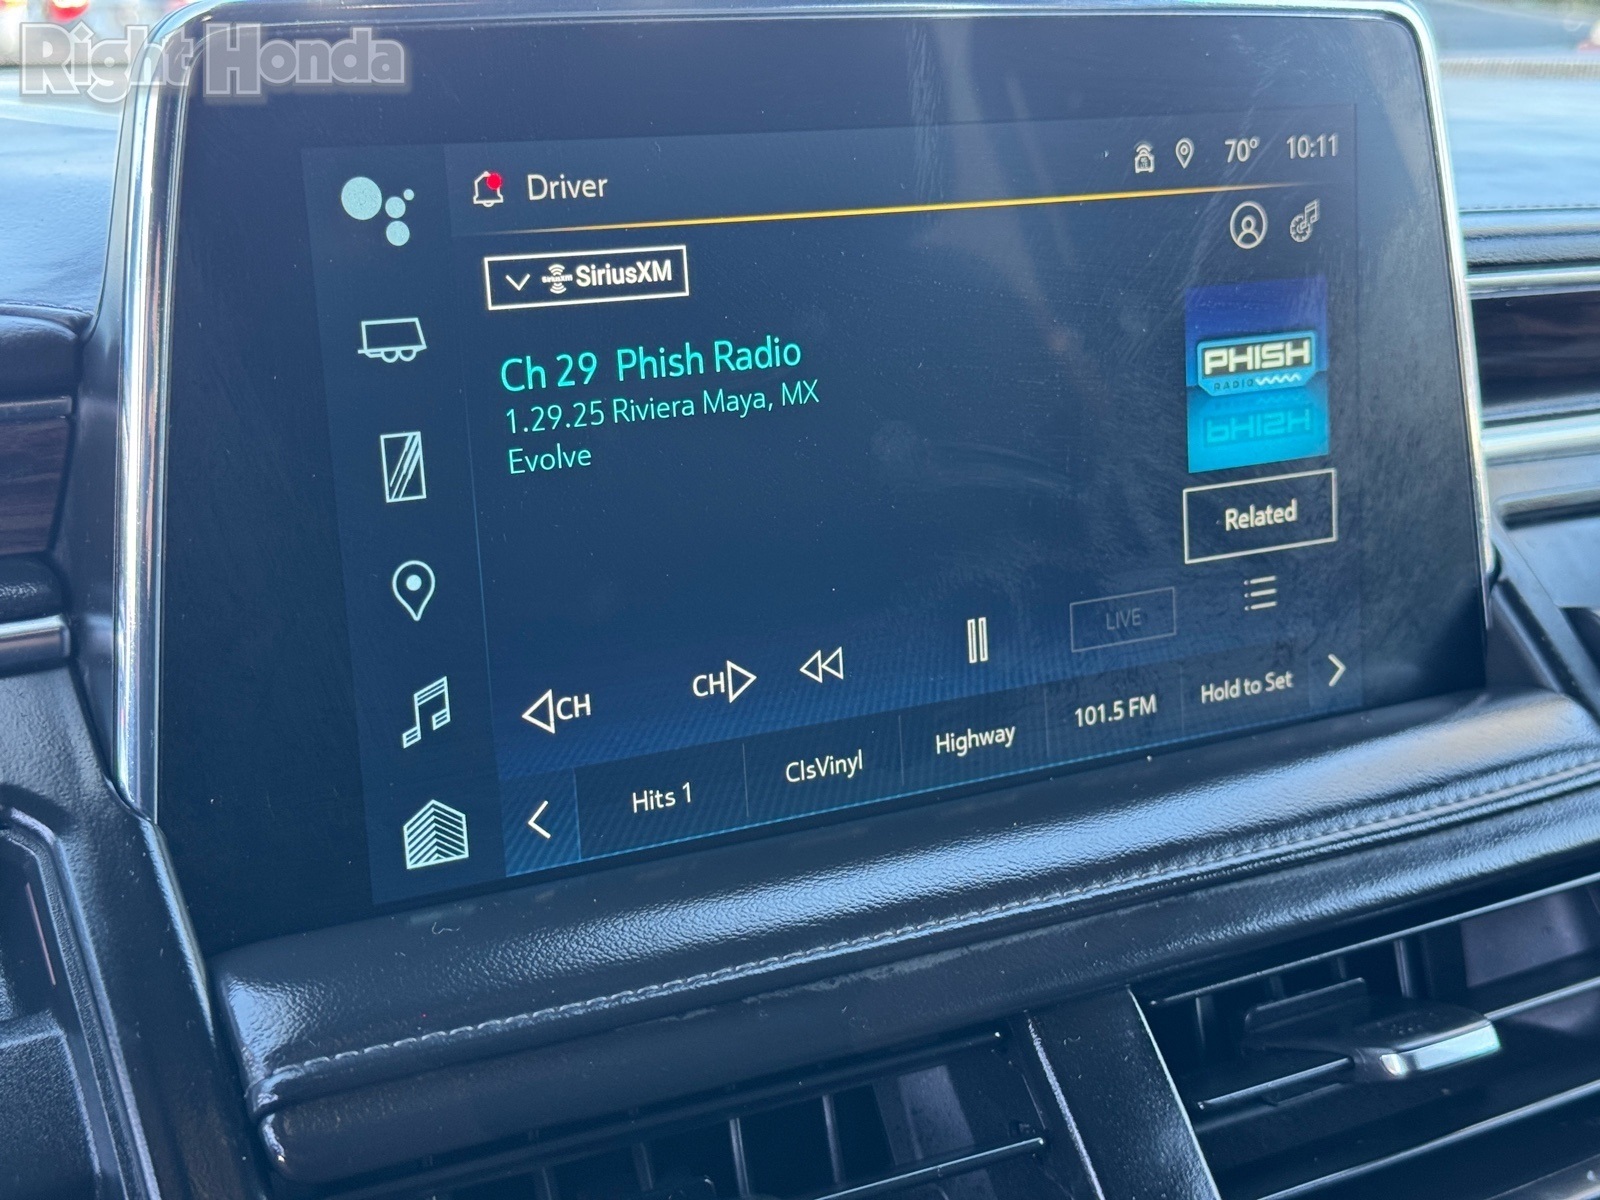 Right Honda
Driver
70° 10:11
SiriusXM
Ch 29 Phish Radio
1.29.25 Riviera Maya, MX
Evolve
PHISH
RADIO
Related
LIVE
CH
CH
Hits 1
ClsVinyl
Highway
101.5 FM
Hold to Set